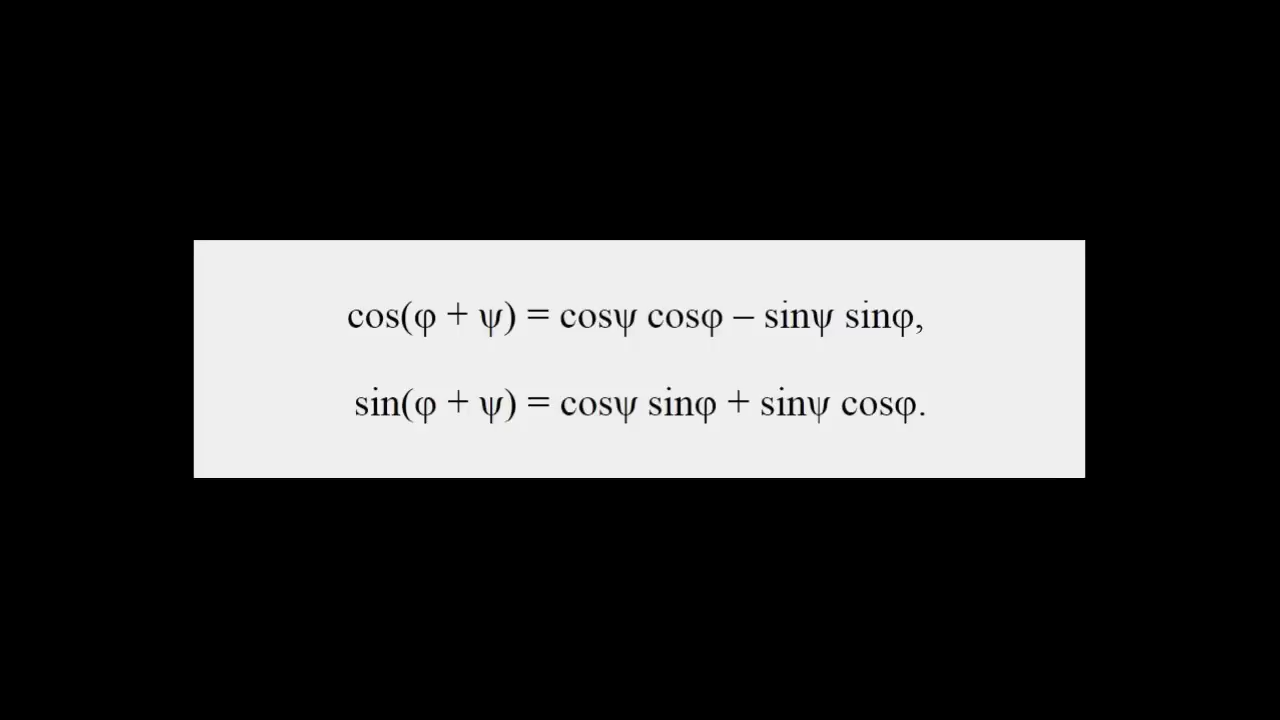 cos(φ + ψ) = cosψ cosφ – sinψ sinφ,
sin(φ + ψ) = cosψ sinφ + sinψ cosφ.